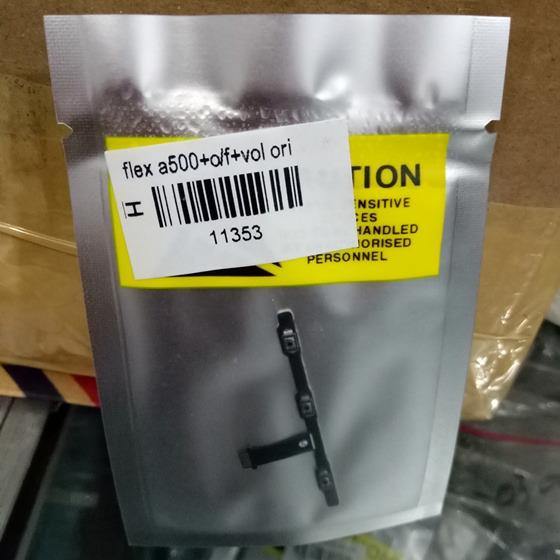 flex a500+o/f+vol ori
H
11353
TION
ENSITIVE
CES
HANDLED
ORISED
PERSONNEL